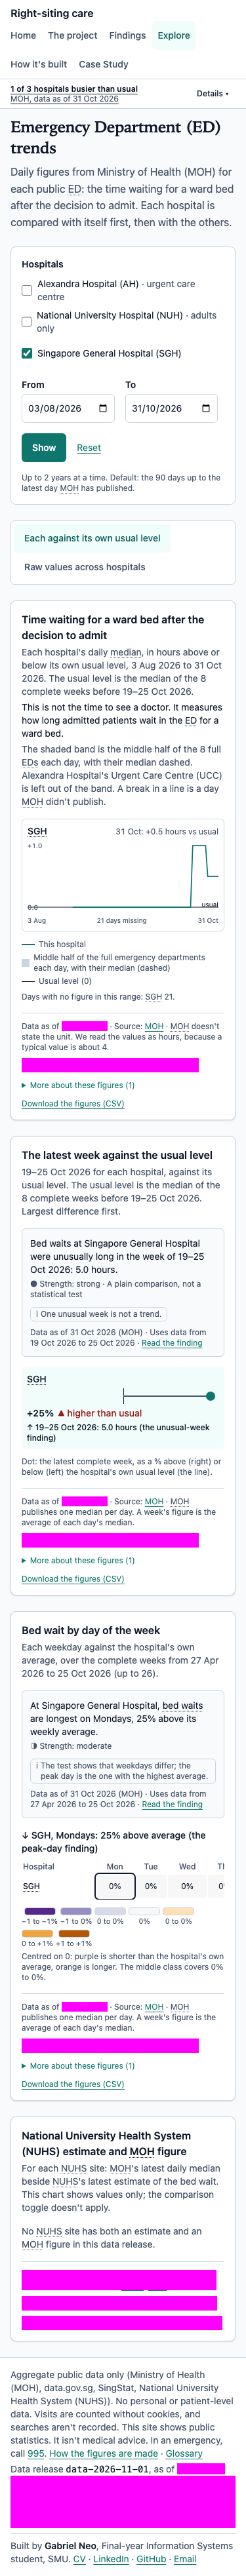 Right-siting care
Home The project Findings Explore
How it's built Case Study
1 of 3 hospitals busier than usual
MOH, data as of 31 Oct 2026
Details
Emergency Department (ED)
trends
Daily figures from Ministry of Health (MOH) for
each public ED: the time waiting for a ward bed
after the decision to admit. Each hospital is
compared with itself first, then with the others.
Hospitals
Alexandra Hospital (AH) · urgent care
centre
National University Hospital (NUH) · adults
only
Singapore General Hospital (SGH)
From To
03/08/2026 31/10/2026
Show Reset
Up to 2 years at a time. Default: the 90 days up to the
latest day MOH has published.
Each against its own usual level
Raw values across hospitals
Time waiting for a ward bed after the
decision to admit
Each hospital's daily median, in hours above or
below its own usual level, 3 Aug 2026 to 31 Oct
2026. The usual level is the median of the 8
complete weeks before 19–25 Oct 2026.
This is not the time to see a doctor. It measures
how long admitted patients wait in the ED for a
ward bed.
The shaded band is the middle half of the 8 full
EDs each day, with their median dashed.
Alexandra Hospital's Urgent Care Centre (UCC)
is left out of the band. A break in a line is a day
MOH didn't publish.
SGH 31 Oct: +0.5 hours vs usual
+1.0
0.0 usual
3 Aug 21 days missing 31 Oct
This hospital
Middle half of the full emergency departments
each day, with their median (dashed)
Usual level (0)
Days with no figure in this range: SGH 21.
Data as of · Source: MOH · MOH doesn't
state the unit. We read the values as hours, because a
typical value is about 4.
More about these figures (1)
Download the figures (CSV)
The latest week against the usual level
19–25 Oct 2026 for each hospital, against its
usual level. The usual level is the median of the
8 complete weeks before 19–25 Oct 2026.
Largest difference first.
Bed waits at Singapore General Hospital
were unusually long in the week of 19–25
Oct 2026: 5.0 hours.
Strength: strong · A plain comparison, not a
statistical test
i One unusual week is not a trend.
Data as of 31 Oct 2026 (MOH) · Uses data from
19 Oct 2026 to 25 Oct 2026 · Read the finding
SGH
+25% ▲ higher than usual
↑ 19–25 Oct 2026: 5.0 hours (the unusual-week
finding)
Dot: the latest complete week, as a % above (right) or
below (left) the hospital's own usual level (the line).
Data as of · Source: MOH · MOH
publishes one median per day. A week's figure is the
average of each day's median.
More about these figures (1)
Download the figures (CSV)
Bed wait by day of the week
Each weekday against the hospital's own
average, over the complete weeks from 27 Apr
2026 to 25 Oct 2026 (up to 26).
At Singapore General Hospital, bed waits
are longest on Mondays, 25% above its
weekly average.
Strength: moderate
i The test shows that weekdays differ; the
peak day is the one with the highest average.
Data as of 31 Oct 2026 (MOH) · Uses data from
27 Apr 2026 to 25 Oct 2026 · Read the finding
↓ SGH, Mondays: 25% above average (the
peak-day finding)
Hospital Mon Tue Wed
SGH 0% 0% 0%
−1 to −1% −1 to 0% 0 to 0% 0% 0 to 0%
0 to +1% +1 to +1%
Centred on 0: purple is shorter than the hospital's own
average, orange is longer. The middle class covers 0%
to 0%.
Data as of · Source: MOH · MOH
publishes one median per day. A week's figure is the
average of each day's median.
More about these figures (1)
Download the figures (CSV)
National University Health System
(NUHS) estimate and MOH figure
For each NUHS site: MOH's latest daily median
beside NUHS's latest estimate of the bed wait.
This chart shows values only; the comparison
toggle doesn't apply.
No NUHS site has both an estimate and an
MOH figure in this data release.
Aggregate public data only (Ministry of Health
(MOH), data.gov.sg, SingStat, National University
Health System (NUHS)). No personal or patient-level
data. Visits are counted without cookies, and
searches aren't recorded. This site shows public
statistics. It isn't medical advice. In an emergency,
call 995. How the figures are made · Glossary
Data release data-2026-11-01, as of
Built by Gabriel Neo, Final-year Information Systems
student, SMU. CV · LinkedIn · GitHub · Email